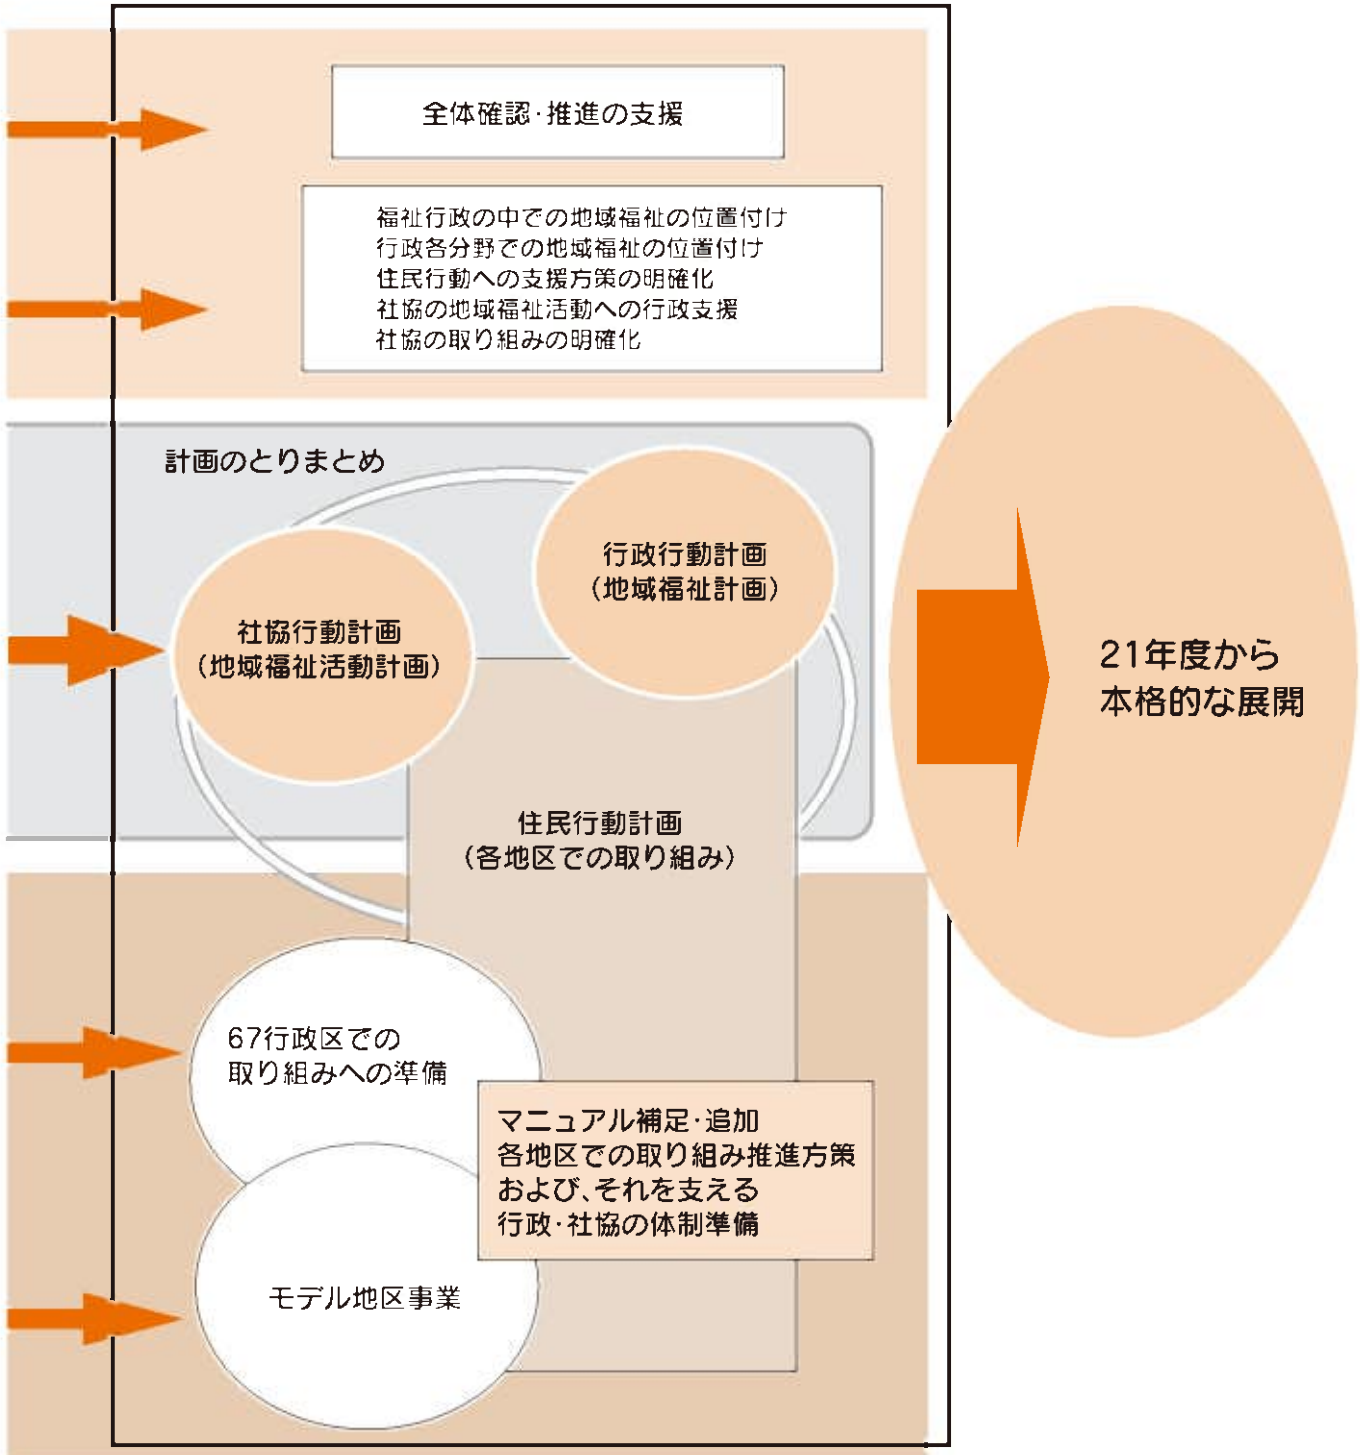 全体確認・推進の支援
福祉行政の中での地域福祉の位置付け
行政各分野での地域福祉の位置付け
住民行動への支援方策の明確化
社協の地域福祉活動への行政支援
社協の取り組みの明確化
計画のとりまとめ
行政行動計画
（地域福祉計画）
社協行動計画
（地域福祉活動計画）
住民行動計画
（各地区での取り組み）
21年度から
本格的な展開
67行政区での
取り組みへの準備
マニュアル補足・追加
各地区での取り組み推進方策
および、それを支える
行政・社協の体制準備
モデル地区事業